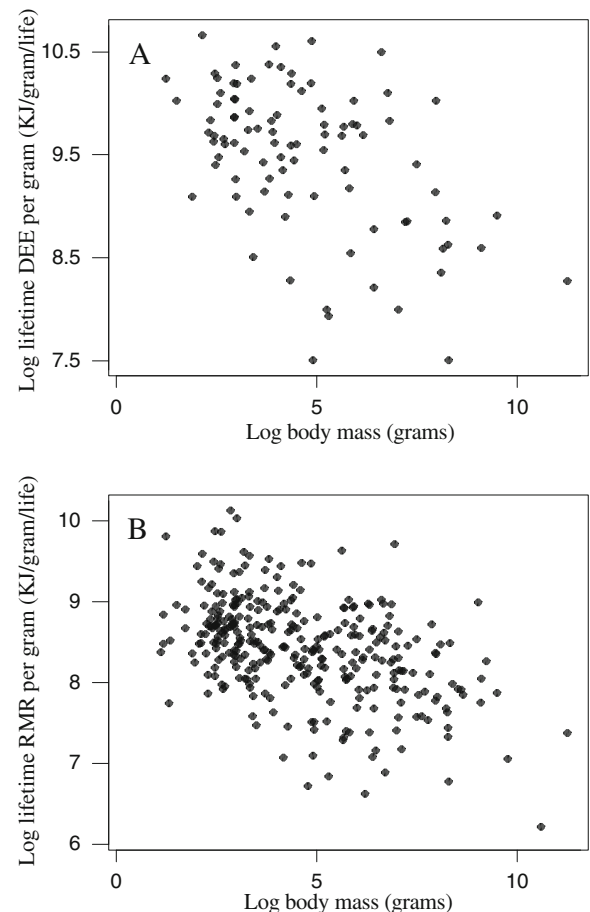 A
Log lifetime DEE per gram (KJ/gram/life)
10.5
9.5
8.5
7.5
0 5 10
Log body mass (grams)
B
Log lifetime RMR per gram (KJ/gram/life)
10
9
8
7
6
0 5 10
Log body mass (grams)